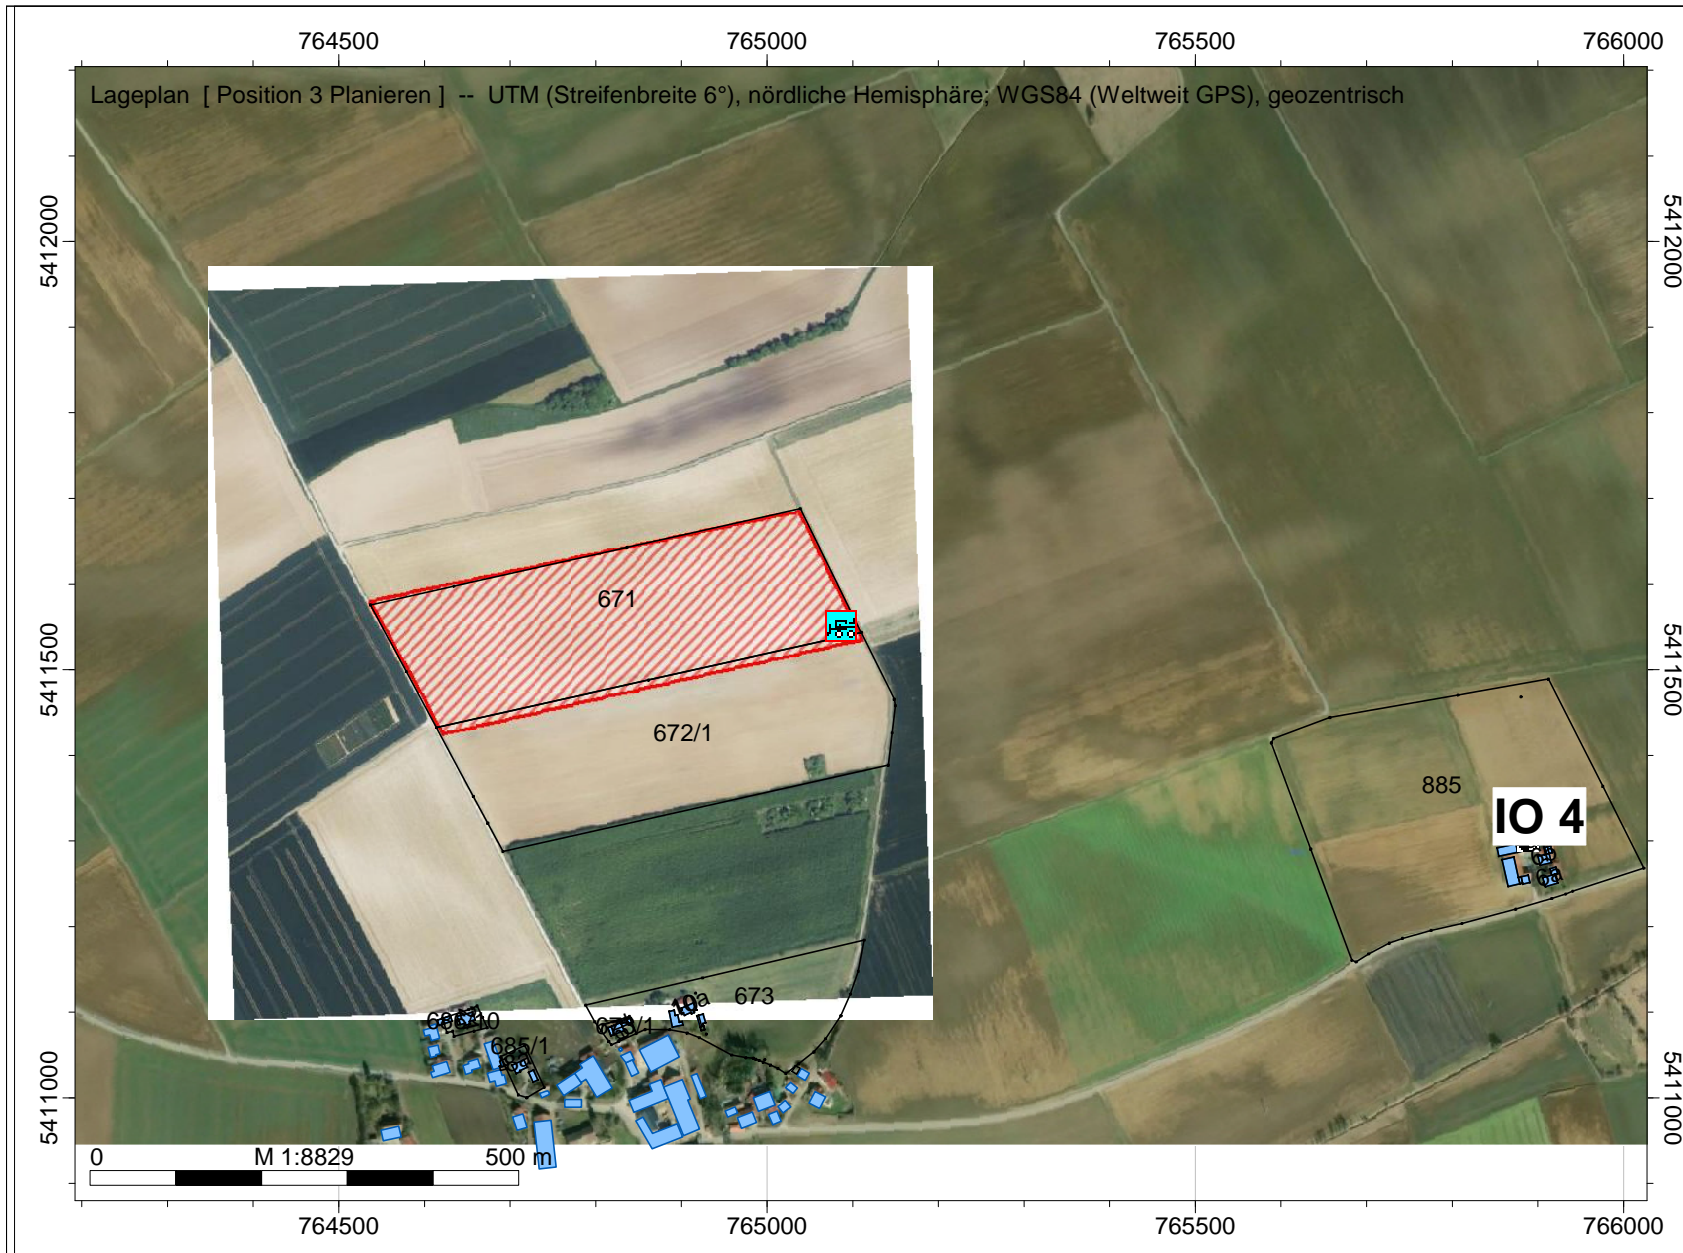 764500 765000 765500 766000
Lageplan [ Position 3 Planieren ] -- UTM (Streifenbreite 6°), nördliche Hemisphäre; WGS84 (Weltweit GPS), geozentrisch
5412000
5412000
671
5411500
5411500
672/1
885
IO 4
6a
10a
673
685/1
5411000
5411000
0 M 1:8829 500 m
764500 765000 765500 766000